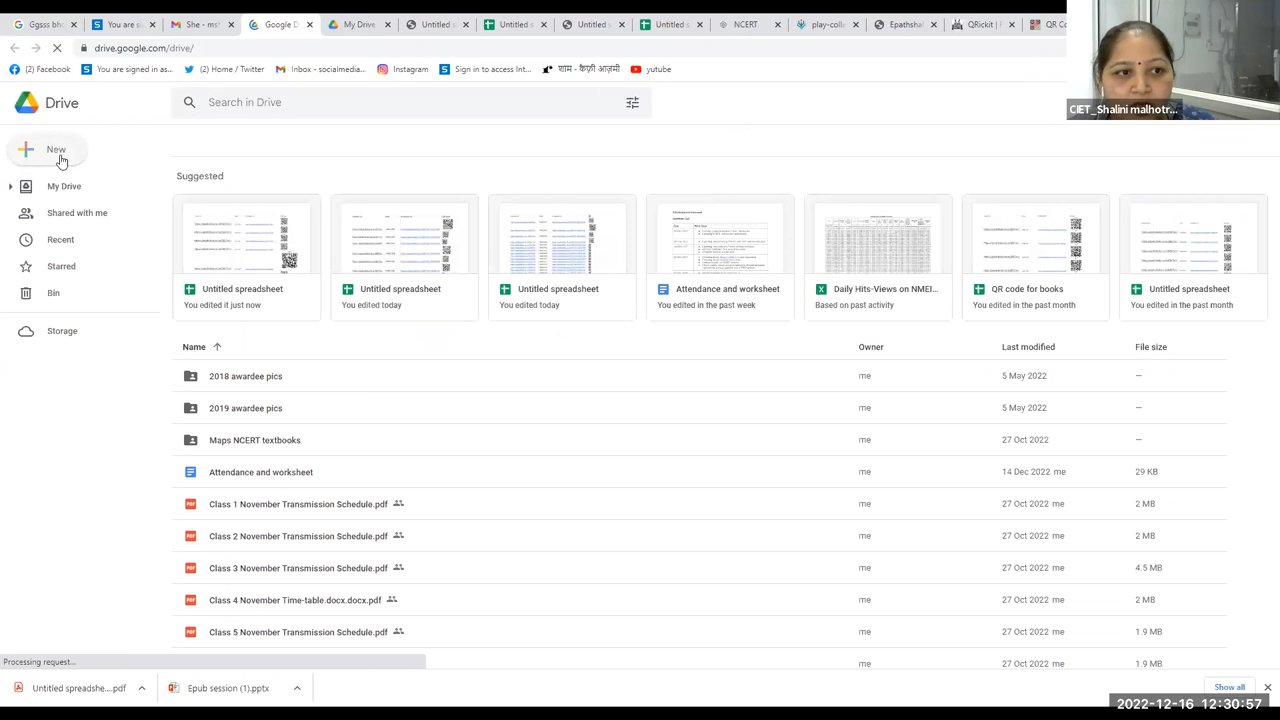 Ggsss bh
You are si
She - ms
Google D
My Drive
Untitled s
Untitled s
Untitled s
Untitled s
NCERT
play-colle
Epathsha
QRickit |
QR Co
drive.google.com/drive/
(2) Facebook
You are signed in as...
(2) Home / Twitter
Inbox - socialmedia...
Instagram
Sign in to access Int...
शाम - कैफ़ी आज़मी
yutube
CIET_Shalini malhotr...
Drive
Search in Drive
New
My Drive
Shared with me
Recent
Starred
Bin
Storage
Suggested
Untitled spreadsheet
You edited it just now
Untitled spreadsheet
You edited today
Untitled spreadsheet
You edited today
Attendance and worksheet
You edited in the past week
Daily Hits-Views on NMEI...
Based on past activity
QR code for books
You edited in the past month
Untitled spreadsheet
You edited in the past month
Name Owner Last modified File size
2018 awardee pics me 5 May 2022 —
2019 awardee pics me 5 May 2022 —
Maps NCERT textbooks me 27 Oct 2022 —
Attendance and worksheet me 14 Dec 2022 me 29 KB
Class 1 November Transmission Schedule.pdf me 27 Oct 2022 me 2 MB
Class 2 November Transmission Schedule.pdf me 27 Oct 2022 me 2 MB
Class 3 November Transmission Schedule.pdf me 27 Oct 2022 me 4.5 MB
Class 4 November Time-table.docx.docx.pdf me 27 Oct 2022 me 2 MB
Class 5 November Transmission Schedule.pdf me 27 Oct 2022 me 1.9 MB
me 27 Oct 2022 me 1.9 MB
Processing request...
Untitled spreadshe....pdf
Epub session (1).pptx
Show all
2022-12-16 12:30:57